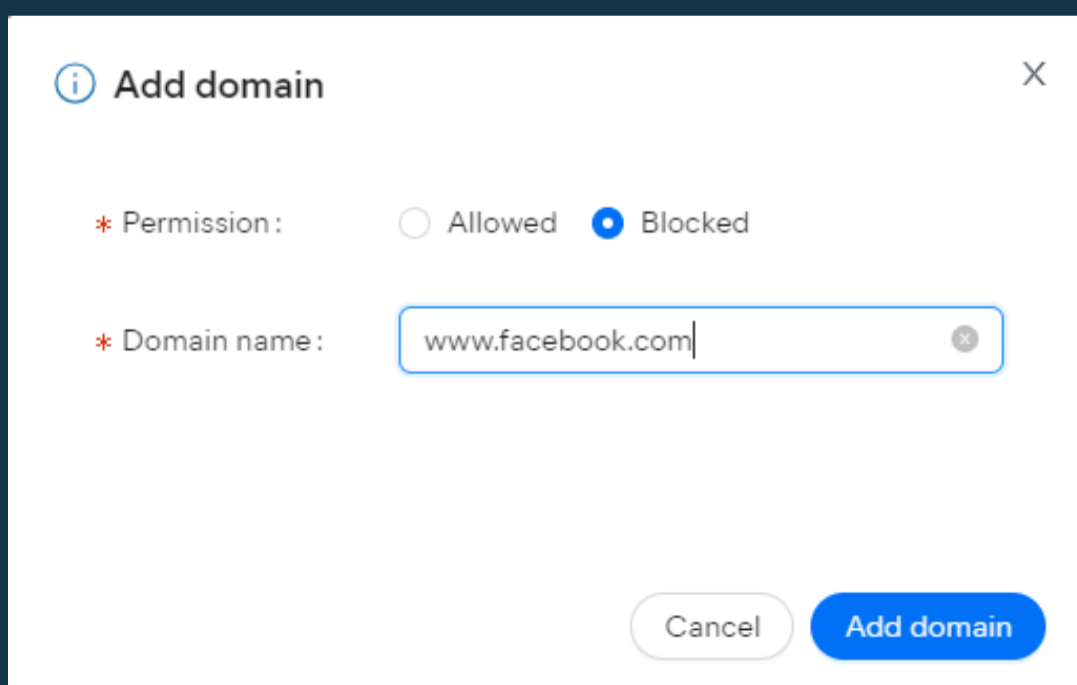 Add domain
* Permission: Allowed Blocked
* Domain name: www.facebook.com
Cancel Add domain